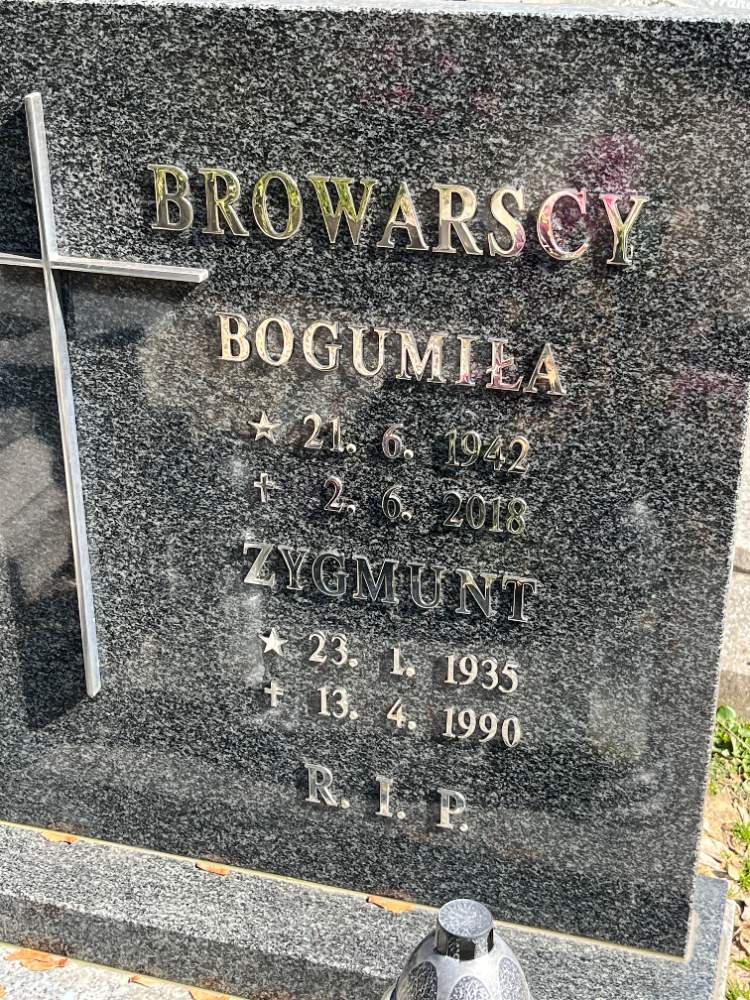 BROWARSCY
BOGUMIŁA
★ 21. 6. 1942
✝ 2. 6. 2018
ZYGMUNT
★ 23. 1. 1935
✝ 13. 4. 1990
R. I. P.